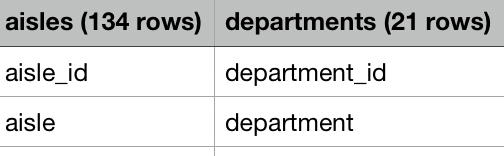 aisles (134 rows) departments (21 rows)
aisle_id department_id
aisle department